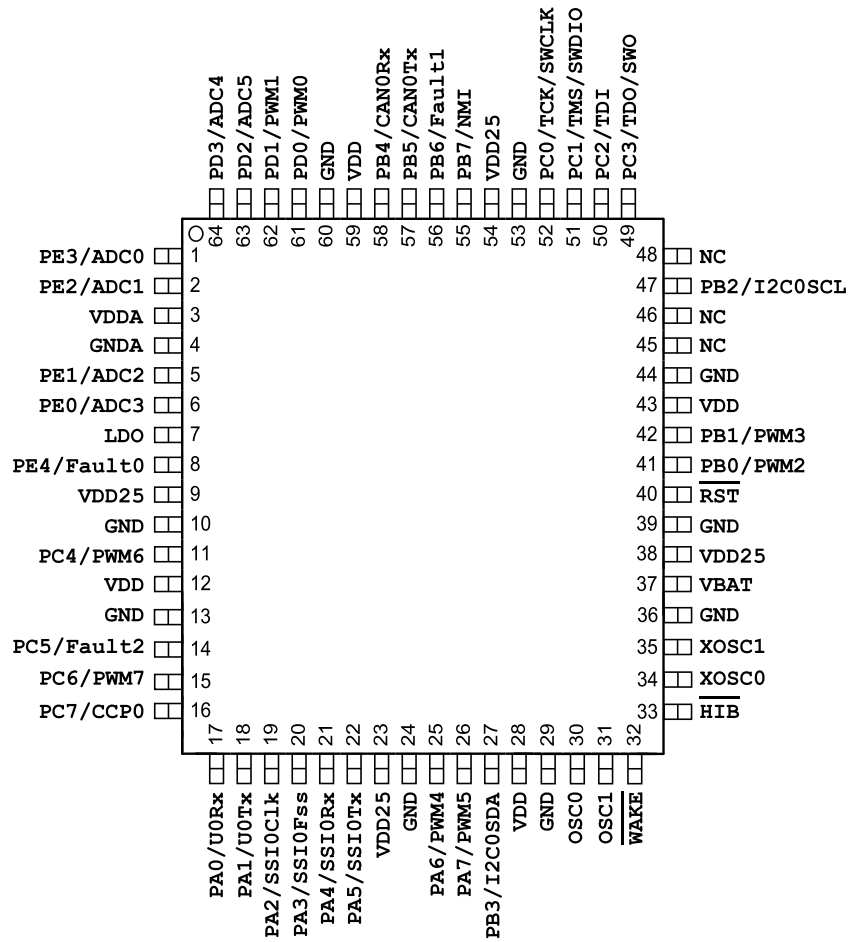 PD3/ADC4
PD2/ADC5
PD1/PWM1
PD0/PWM0
GND
VDD
PB4/CAN0Rx
PB5/CAN0Tx
PB6/Fault1
PB7/NMI
VDD25
GND
PC0/TCK/SWCLK
PC1/TMS/SWDIO
PC2/TDI
PC3/TDO/SWO
64 63 62 61 60 59 58 57 56 55 54 53 52 51 50 49
PE3/ADC0 1 48 NC
PE2/ADC1 2 47 PB2/I2C0SCL
VDDA 3 46 NC
GNDA 4 45 NC
PE1/ADC2 5 44 GND
PE0/ADC3 6 43 VDD
LDO 7 42 PB1/PWM3
PE4/Fault0 8 41 PB0/PWM2
VDD25 9 40 RST
GND 10 39 GND
PC4/PWM6 11 38 VDD25
VDD 12 37 VBAT
GND 13 36 GND
PC5/Fault2 14 35 XOSC1
PC6/PWM7 15 34 XOSC0
PC7/CCP0 16 33 HIB
17 18 19 20 21 22 23 24 25 26 27 28 29 30 31 32
PA0/U0Rx
PA1/U0Tx
PA2/SSI0Clk
PA3/SSI0Fss
PA4/SSI0Rx
PA5/SSI0Tx
VDD25
GND
PA6/PWM4
PA7/PWM5
PB3/I2C0SDA
VDD
GND
OSC0
OSC1
WAKE